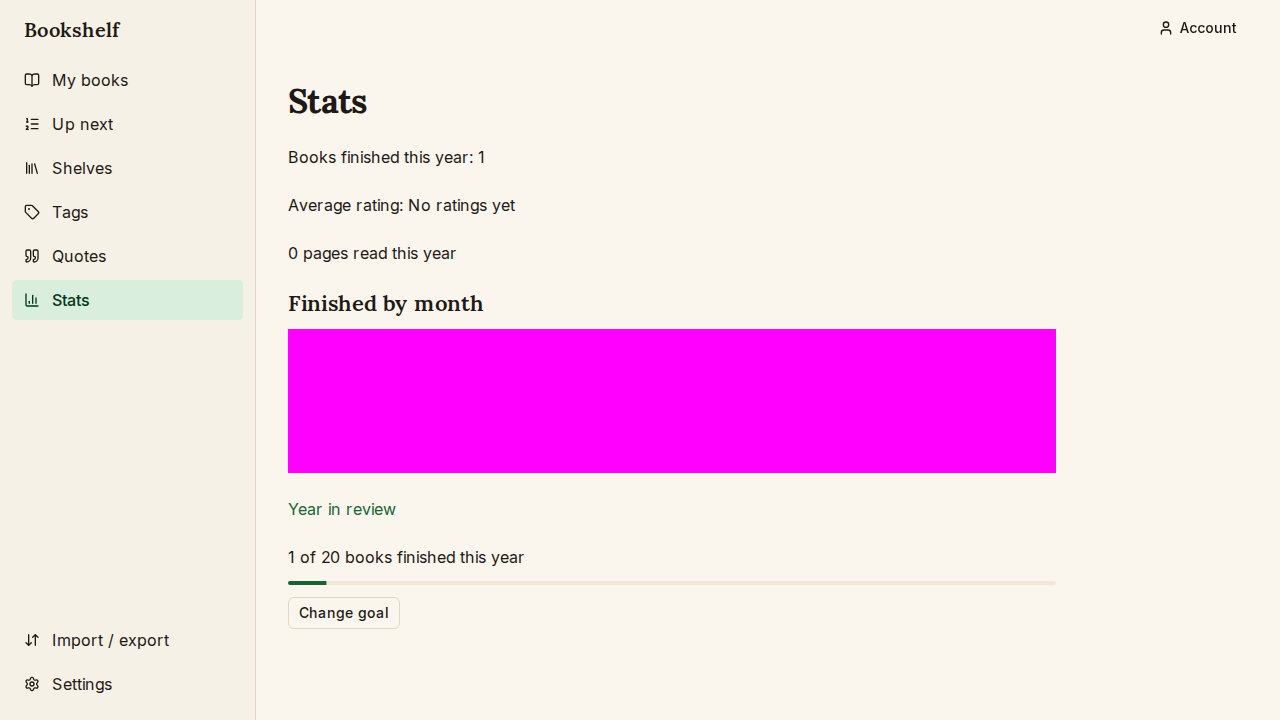 Bookshelf
My books
Up next
Shelves
Tags
Quotes
Stats
Import / export
Settings
Account
Stats
Books finished this year: 1
Average rating: No ratings yet
0 pages read this year
Finished by month
Year in review
1 of 20 books finished this year
Change goal